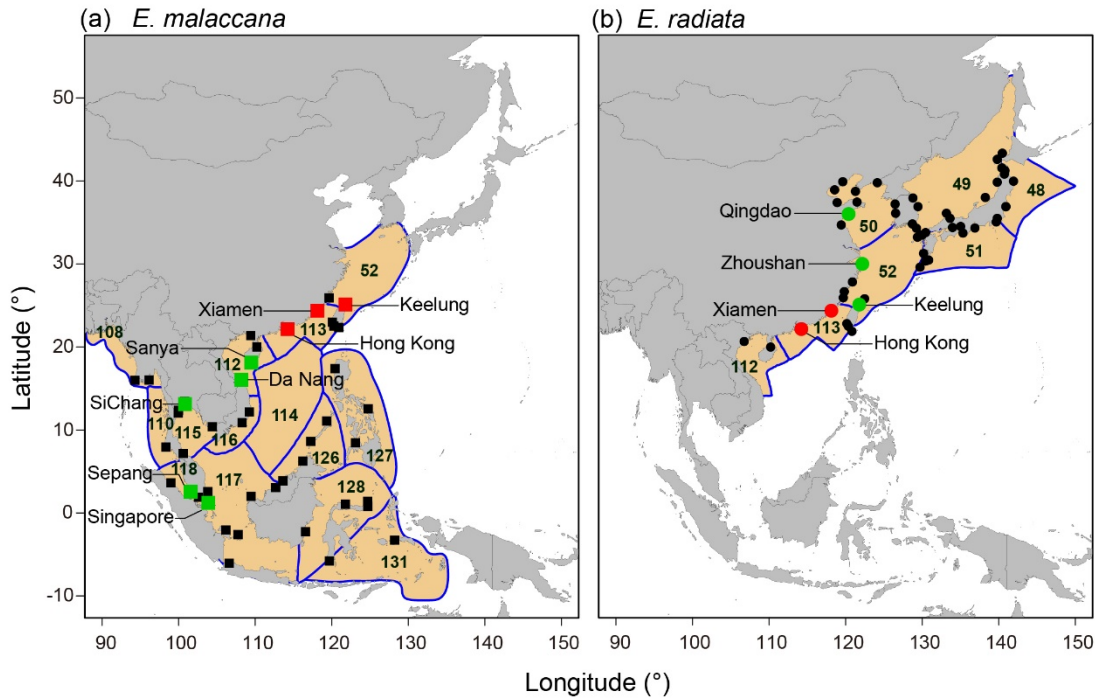 (a) E. malaccana
(b) E. radiata
50
40
30
20
10
0
-10
Latitude (°)
52
Xiamen
Keelung
113
Hong Kong
108
Sanya
112
Da Nang
SiChang
114
110
115
116
126
127
118
117
Sepang
128
Singapore
131
90 100 110 120 130 140 150
49
48
Qingdao
50
51
Zhoushan
52
Xiamen
Keelung
113
Hong Kong
112
90 100 110 120 130 140 150
Longitude (°)